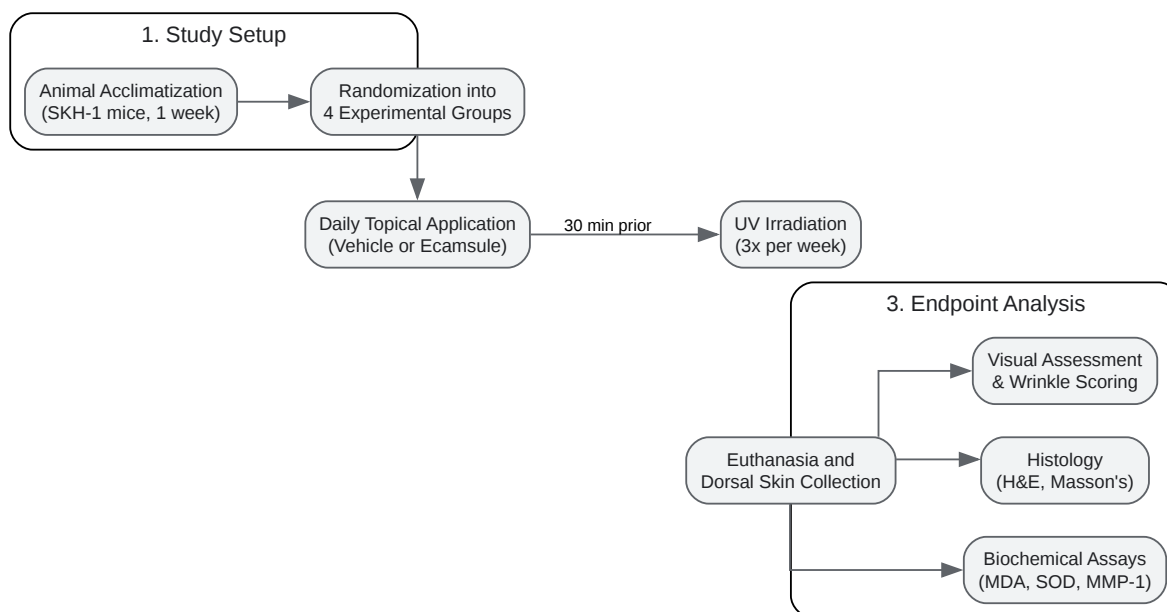 1. Study Setup
Animal Acclimatization
(SKH-1 mice, 1 week)
Randomization into
4 Experimental Groups
Daily Topical Application
(Vehicle or Ecamsule)
30 min prior
UV Irradiation
(3x per week)
3. Endpoint Analysis
Visual Assessment
& Wrinkle Scoring
Euthanasia and
Dorsal Skin Collection
Histology
(H&E, Masson's)
Biochemical Assays
(MDA, SOD, MMP-1)